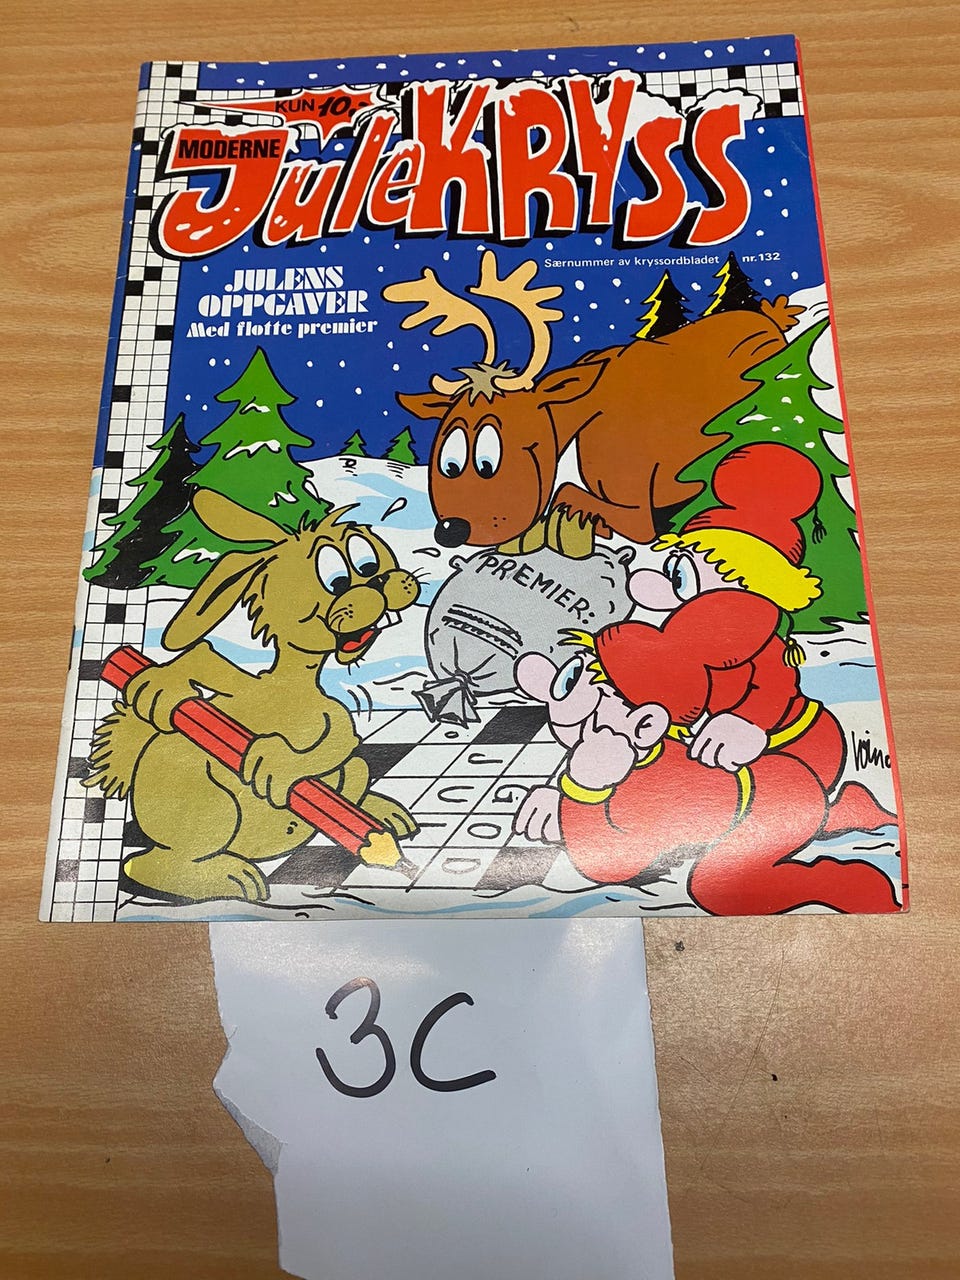 KUN 10,-
MODERNE
JULEKRYSS
Særnummer av kryssordbladet nr. 132
JULENS
OPPGAVER
Med flotte premier
PREMIER:
J
U G
L O
D
3C